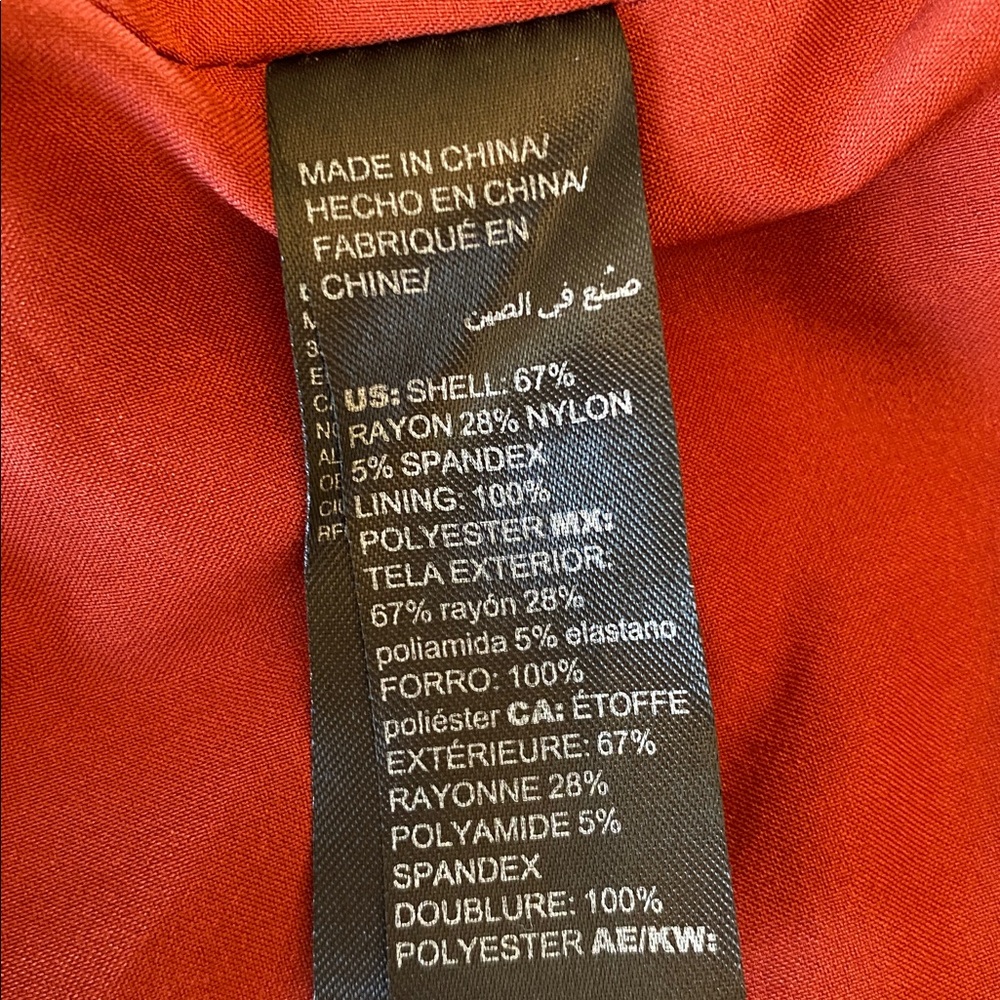 MADE IN CHINA/
HECHO EN CHINA/
FABRIQUÉ EN
CHINE/
صنع في الصين
US: SHELL: 67%
RAYON 28% NYLON
5% SPANDEX
LINING: 100%
POLYESTER MX:
TELA EXTERIOR:
67% rayón 28%
poliamida 5% elastano
FORRO: 100%
poliéster CA: ÉTOFFE
EXTÉRIEURE: 67%
RAYONNE 28%
POLYAMIDE 5%
SPANDEX
DOUBLURE: 100%
POLYESTER AE/KW: